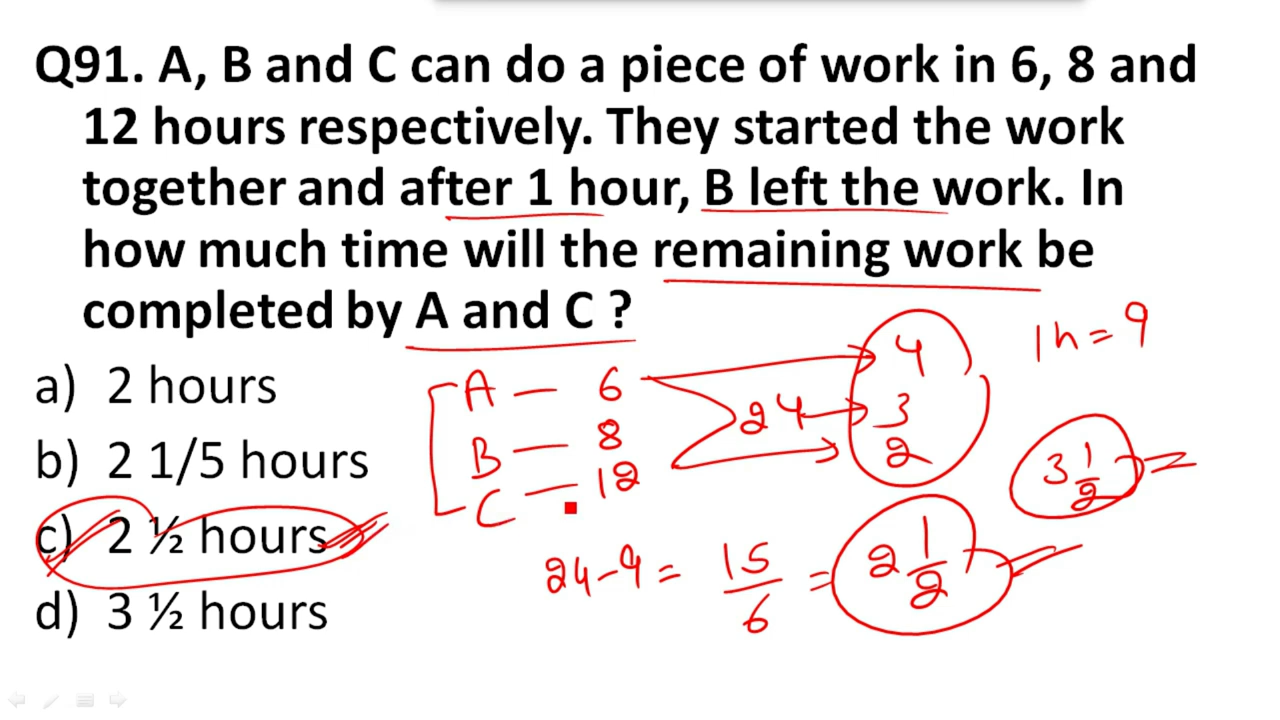 Q91. A, B and C can do a piece of work in 6, 8 and
12 hours respectively. They started the work
together and after 1 hour, B left the work. In
how much time will the remaining work be
completed by A and C ?
a) 2 hours
b) 2 1/5 hours
c) 2 ½ hours
d) 3 ½ hours
A — 6
B — 8
C — 12
24
4
3
2
1h = 9
3 1/2 =
24-9 = 15/6 = 2 1/2